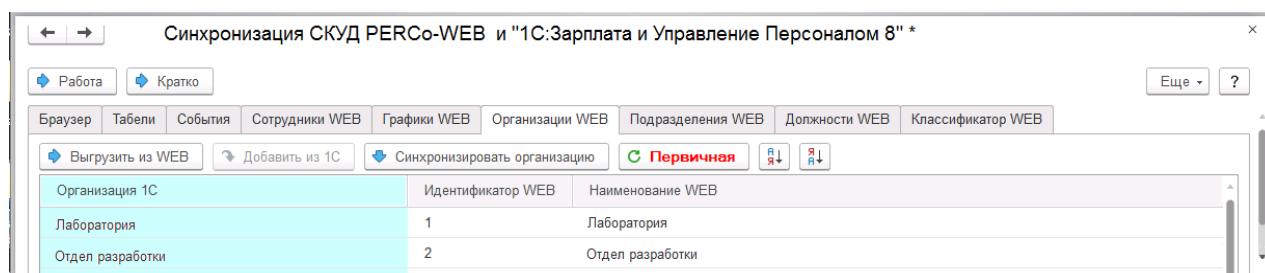 Синхронизация СКУД PERCo-WEB и "1С:Зарплата и Управление Персоналом 8" *
Работа Кратко Еще ?
Браузер Табели События Сотрудники WEB Графики WEB Организации WEB Подразделения WEB Должности WEB Классификатор WEB
Выгрузить из WEB Добавить из 1С Синхронизировать организацию Первичная А Я Я А
Организация 1С Идентификатор WEB Наименование WEB
Лаборатория 1 Лаборатория
Отдел разработки 2 Отдел разработки